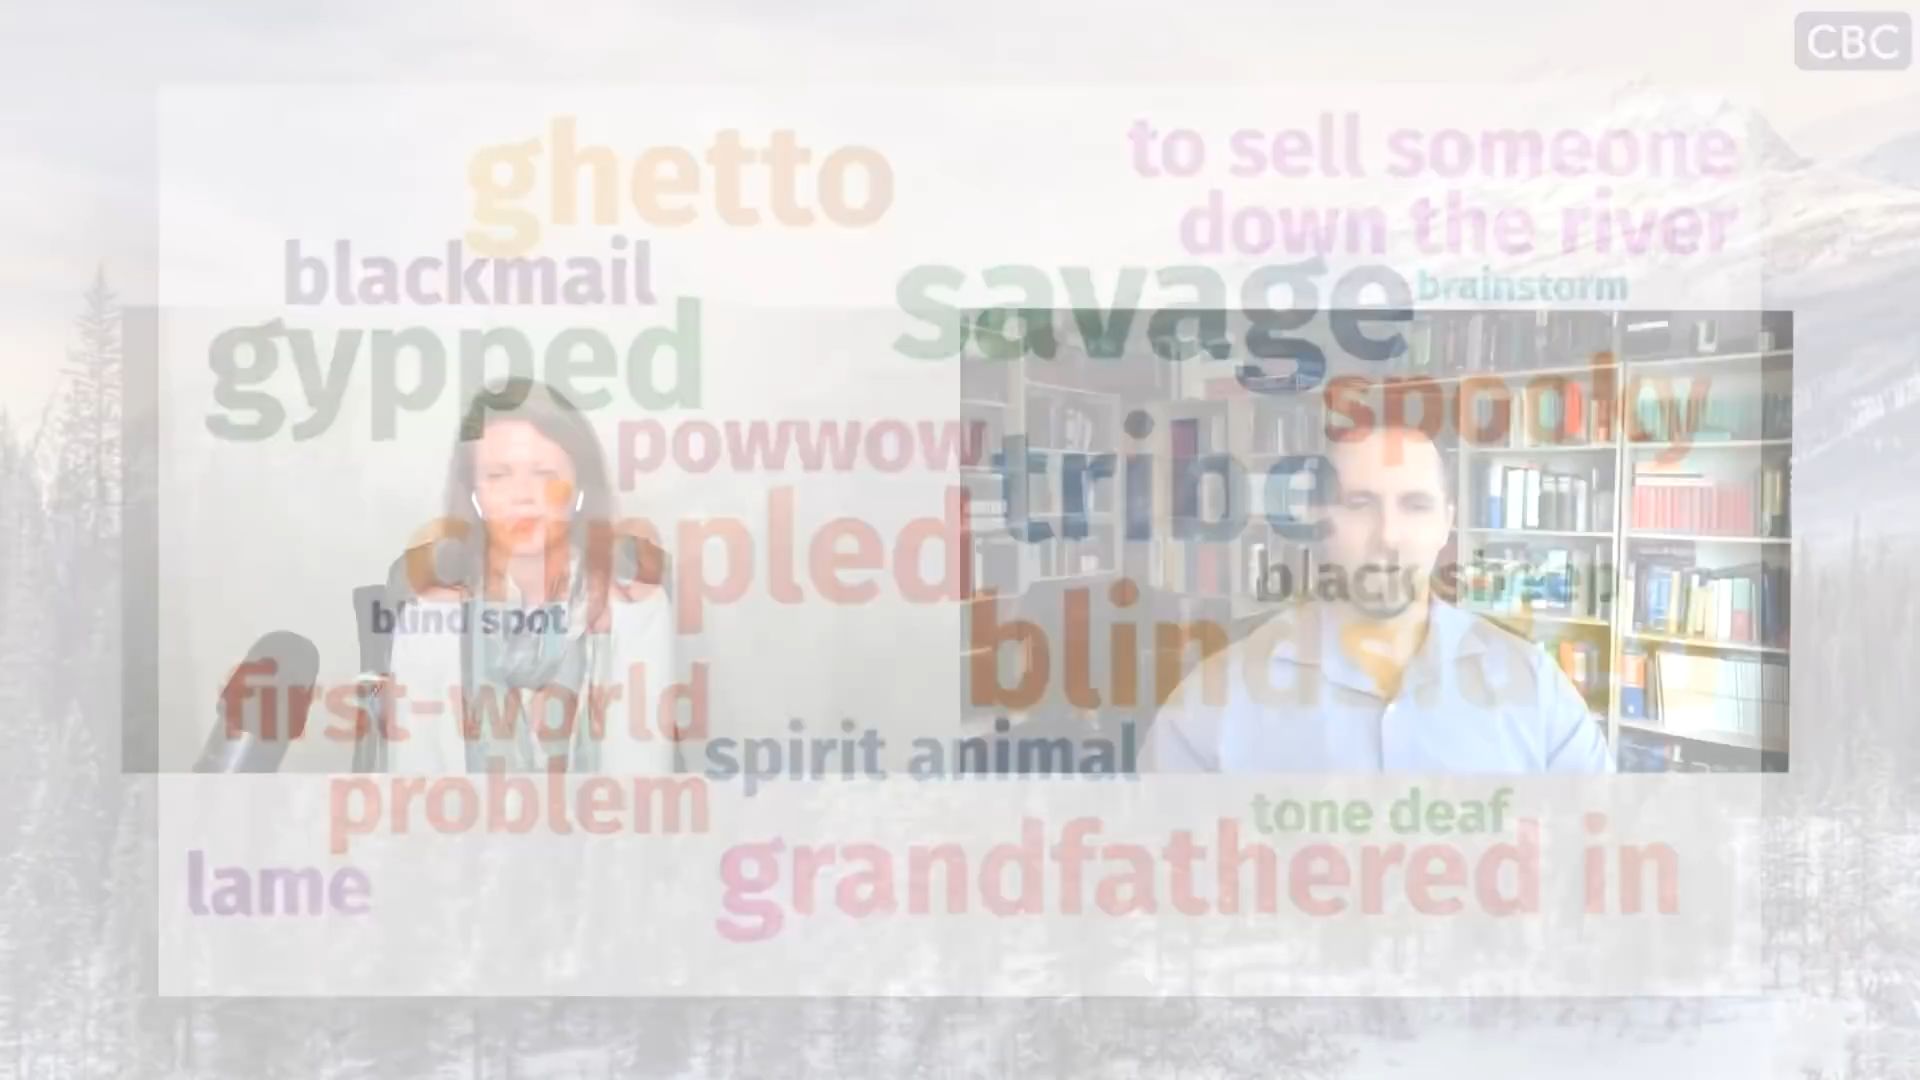 CBC
ghetto
to sell someone
down the river
blackmail
savage
brainstorm
gypped
spooky
powwow
tribe
crippled
black sheep
blind spot
blindsided
first-world
problem
spirit animal
tone deaf
lame
grandfathered in